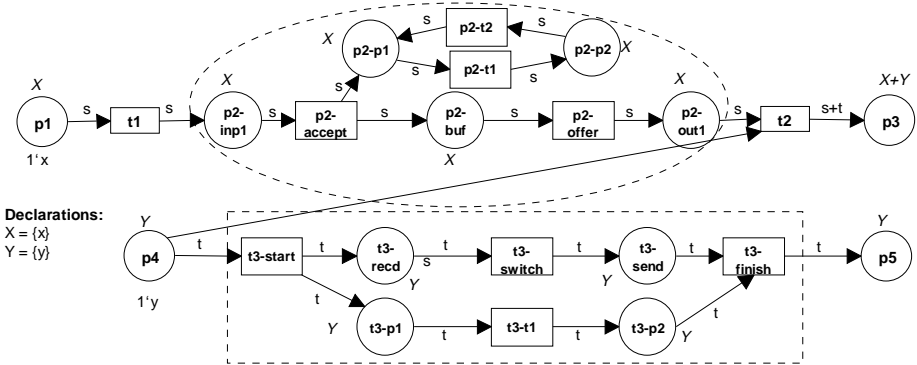 p2-t2
s
s
X
p2-p1
p2-p2
X
s
p2-t1
s
X
X
s
X
X+Y
p1
s
t1
s
p2-
inp1
s
p2-
accept
s
p2-
buf
s
p2-
offer
s
p2-
out1
s
t2
s+t
p3
1‘x
X
Declarations:
X = {x}
Y = {y}
Y
p4
t
t3-start
t
t3-
recd
s
t
t3-
switch
t
t3-
send
t
t3-
finish
t
Y
p5
Y
Y
1‘y
t
Y
t3-p1
t
t3-t1
t
t3-p2
t
Y